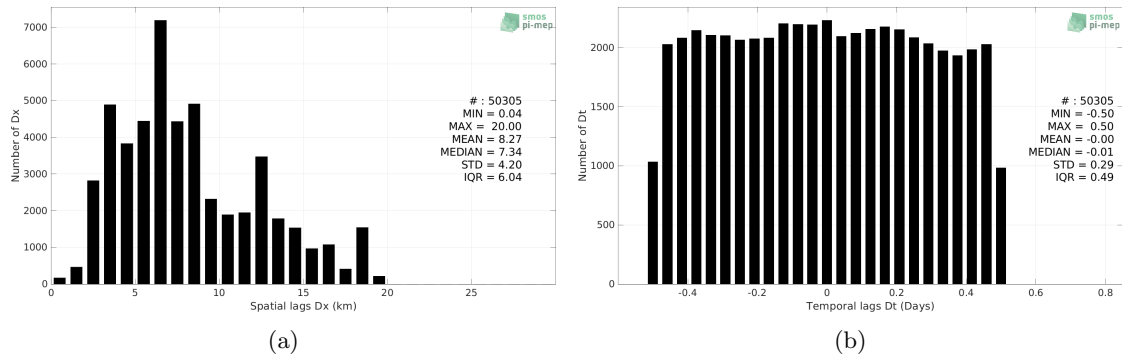 smos
pi-mep
7000
6000
5000
4000
3000
2000
1000
0
Number of Dx
# : 50305
MIN = 0.04
MAX = 20.00
MEAN = 8.27
MEDIAN = 7.34
STD = 4.20
IQR = 6.04
0 5 10 15 20 25
Spatial lags Dx (km)
(a)
smos
pi-mep
2000
1500
1000
500
0
Number of Dt
# : 50305
MIN = -0.50
MAX = 0.50
MEAN = -0.00
MEDIAN = -0.01
STD = 0.29
IQR = 0.49
-0.4 -0.2 0 0.2 0.4 0.6 0.8
Temporal lags Dt (Days)
(b)